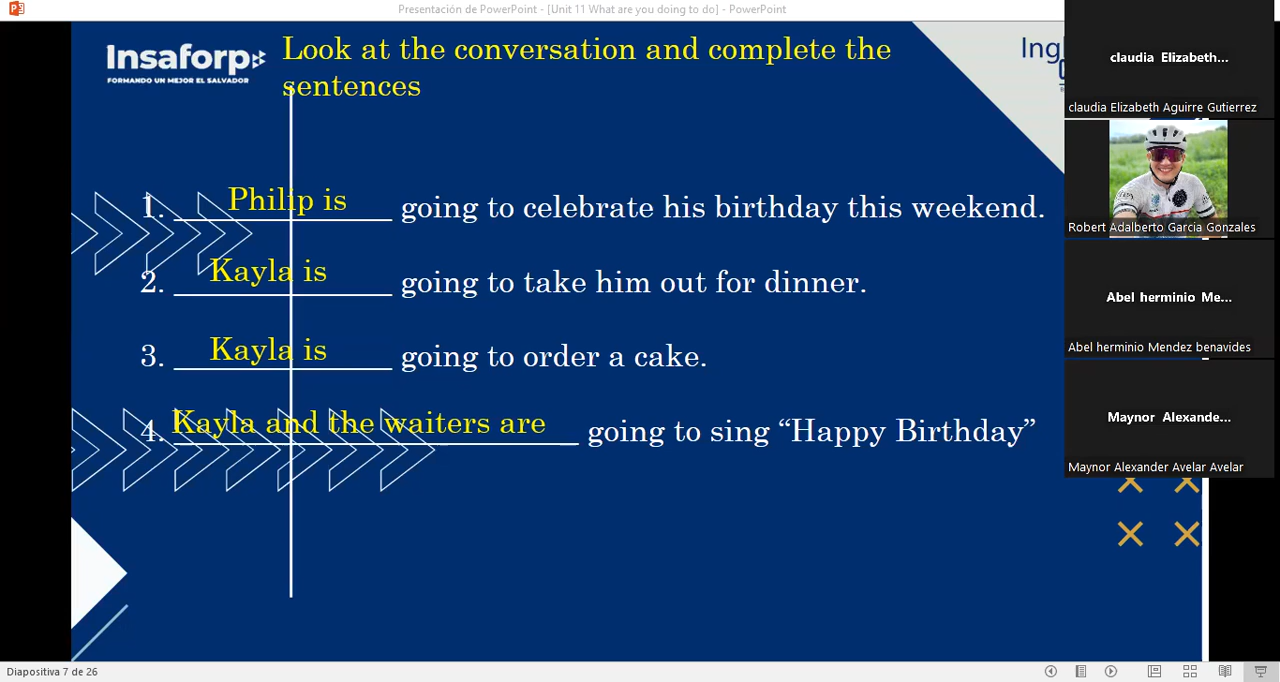 Presentación de PowerPoint - [Unit 11 What are you doing to do] - PowerPoint
Insaforp
FORMANDO UN MEJOR EL SALVADOR
Look at the conversation and complete the
sentences
1. Philip is going to celebrate his birthday this weekend.
2. Kayla is going to take him out for dinner.
3. Kayla is going to order a cake.
4. Kayla and the waiters are going to sing “Happy Birthday”
claudia Elizabeth...
claudia Elizabeth Aguirre Gutierrez
Robert Adalberto Garcia Gonzales
Abel herminio Me...
Abel herminio Mendez benavides
Maynor Alexande...
Maynor Alexander Avelar Avelar
Diapositiva 7 de 26